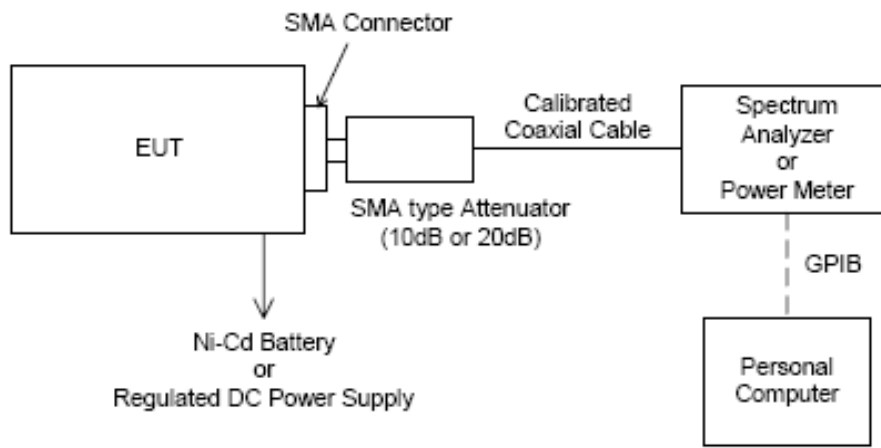 SMA Connector
EUT
Calibrated
Coaxial Cable
Spectrum
Analyzer
or
Power Meter
SMA type Attenuator
(10dB or 20dB)
GPIB
Ni-Cd Battery
or
Regulated DC Power Supply
Personal
Computer